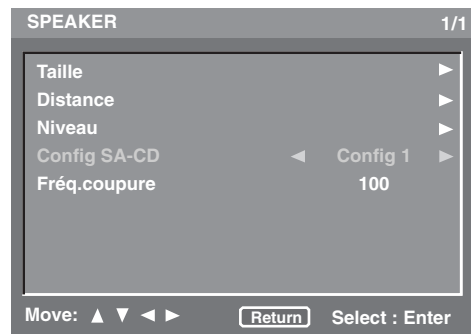 SPEAKER 1/1
Taille ▶
Distance ▶
Niveau ▶
Config SA-CD ◀ Config 1 ▶
Fréq.coupure 100
Move: ▲ ▼ ◀ ▶ Return Select : Enter